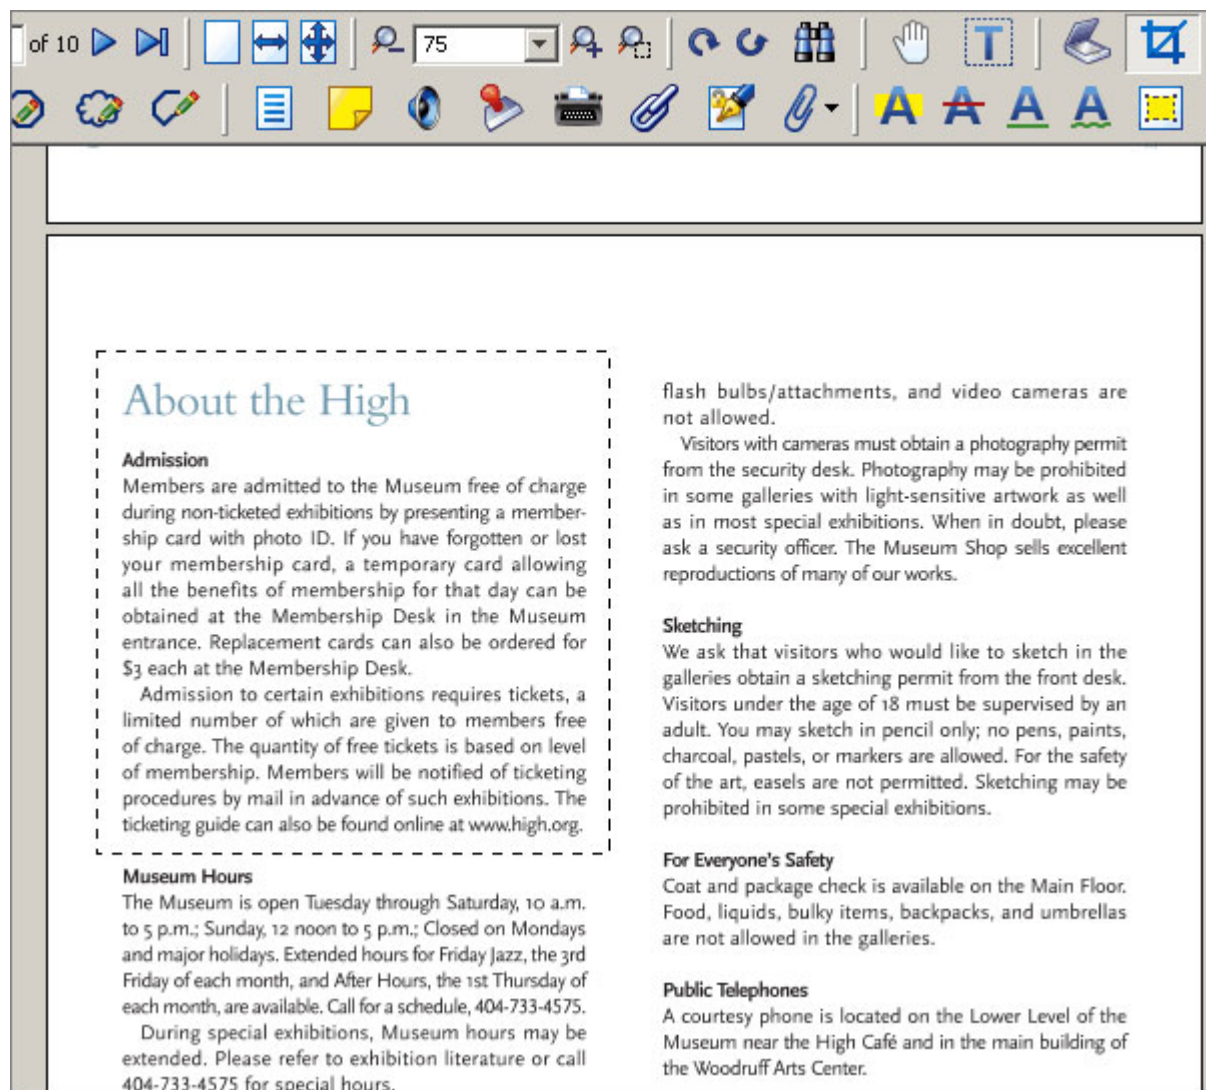 of 10
75
T
A A A A
About the High
Admission
Members are admitted to the Museum free of charge
during non-ticketed exhibitions by presenting a member-
ship card with photo ID. If you have forgotten or lost
your membership card, a temporary card allowing
all the benefits of membership for that day can be
obtained at the Membership Desk in the Museum
entrance. Replacement cards can also be ordered for
$3 each at the Membership Desk.
Admission to certain exhibitions requires tickets, a
limited number of which are given to members free
of charge. The quantity of free tickets is based on level
of membership. Members will be notified of ticketing
procedures by mail in advance of such exhibitions. The
ticketing guide can also be found online at www.high.org.
Museum Hours
The Museum is open Tuesday through Saturday, 10 a.m.
to 5 p.m.; Sunday, 12 noon to 5 p.m.; Closed on Mondays
and major holidays. Extended hours for Friday Jazz, the 3rd
Friday of each month, and After Hours, the 1st Thursday of
each month, are available. Call for a schedule, 404-733-4575.
During special exhibitions, Museum hours may be
extended. Please refer to exhibition literature or call
404-733-4575 for special hours.
flash bulbs/attachments, and video cameras are
not allowed.
Visitors with cameras must obtain a photography permit
from the security desk. Photography may be prohibited
in some galleries with light-sensitive artwork as well
as in most special exhibitions. When in doubt, please
ask a security officer. The Museum Shop sells excellent
reproductions of many of our works.
Sketching
We ask that visitors who would like to sketch in the
galleries obtain a sketching permit from the front desk.
Visitors under the age of 18 must be supervised by an
adult. You may sketch in pencil only; no pens, paints,
charcoal, pastels, or markers are allowed. For the safety
of the art, easels are not permitted. Sketching may be
prohibited in some special exhibitions.
For Everyone's Safety
Coat and package check is available on the Main Floor.
Food, liquids, bulky items, backpacks, and umbrellas
are not allowed in the galleries.
Public Telephones
A courtesy phone is located on the Lower Level of the
Museum near the High Café and in the main building of
the Woodruff Arts Center.